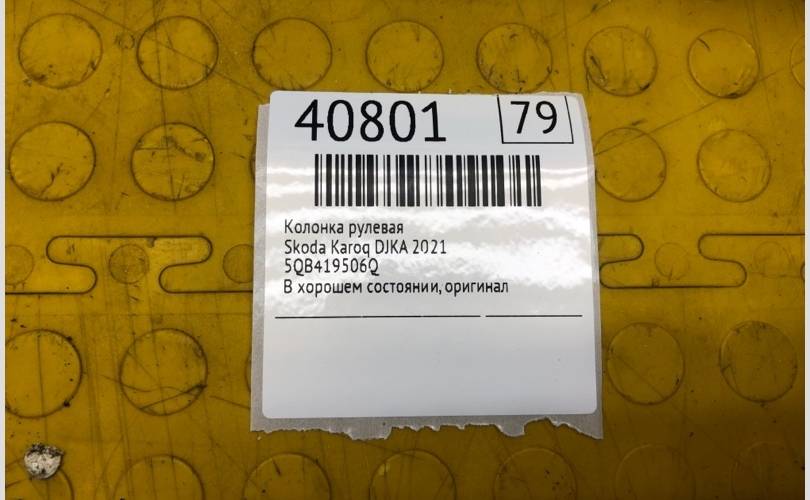 40801 79
Колонка рулевая
Skoda Karoq DJKA 2021
5QB419506Q
В хорошем состоянии, оригинал